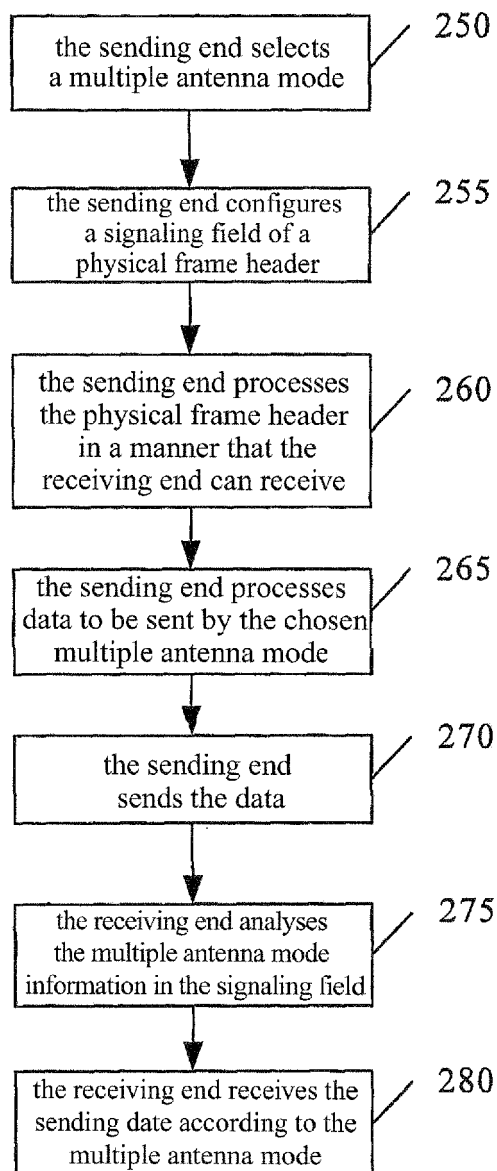 250
the sending end selects
a multiple antenna mode
255
the sending end configures
a signaling field of a
physical frame header
260
the sending end processes
the physical frame header
in a manner that the
receiving end can receive
265
the sending end processes
data to be sent by the chosen
multiple antenna mode
270
the sending end
sends the data
275
the receiving end analyses
the multiple antenna mode
information in the signaling field
280
the receiving end receives the
sending date according to the
multiple antenna mode